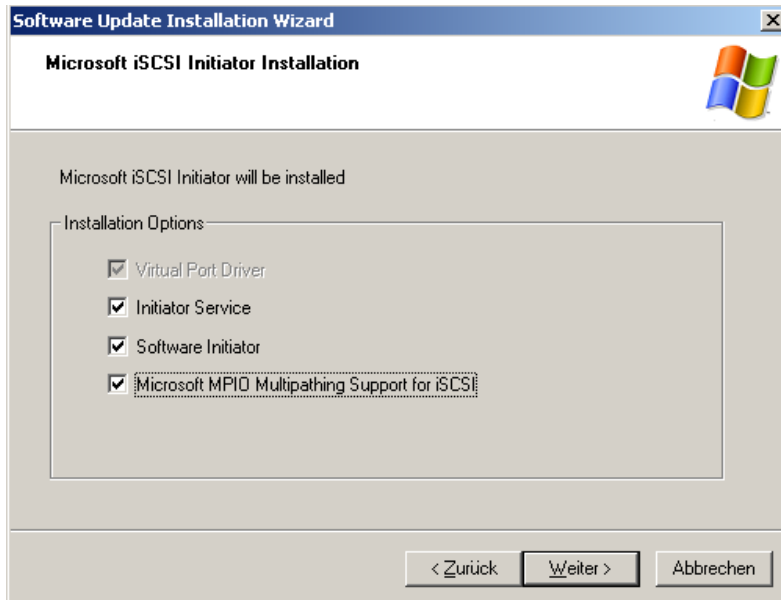 Software Update Installation Wizard
Microsoft iSCSI Initiator Installation
Microsoft iSCSI Initiator will be installed
Installation Options
Virtual Port Driver
Initiator Service
Software Initiator
Microsoft MPIO Multipathing Support for iSCSI
< Zurück Weiter > Abbrechen